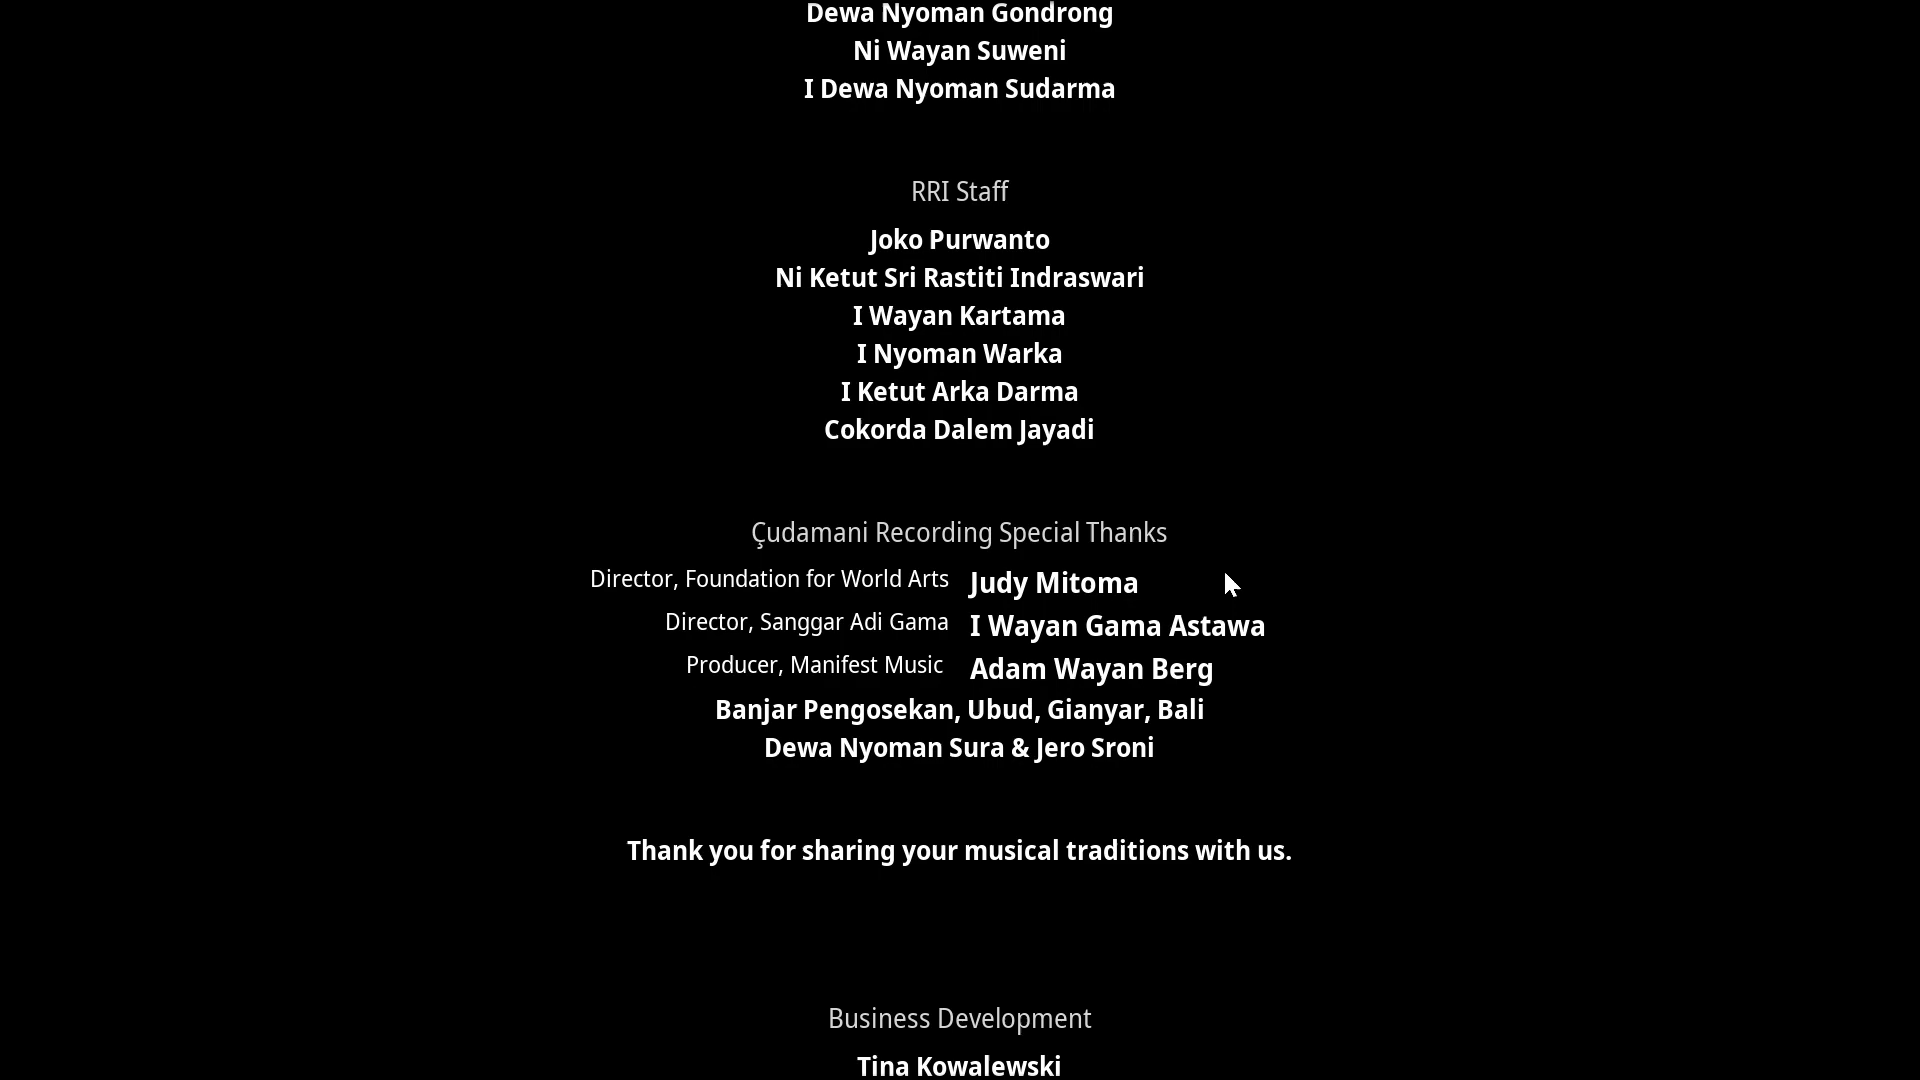 Dewa Nyoman Gondrong
Ni Wayan Suweni
I Dewa Nyoman Sudarma
RRI Staff
Joko Purwanto
Ni Ketut Sri Rastiti Indraswari
I Wayan Kartama
I Nyoman Warka
I Ketut Arka Darma
Cokorda Dalem Jayadi
Çudamani Recording Special Thanks
Director, Foundation for World Arts Judy Mitoma
Director, Sanggar Adi Gama I Wayan Gama Astawa
Producer, Manifest Music Adam Wayan Berg
Banjar Pengosekan, Ubud, Gianyar, Bali
Dewa Nyoman Sura & Jero Sroni
Thank you for sharing your musical traditions with us.
Business Development
Tina Kowalewski